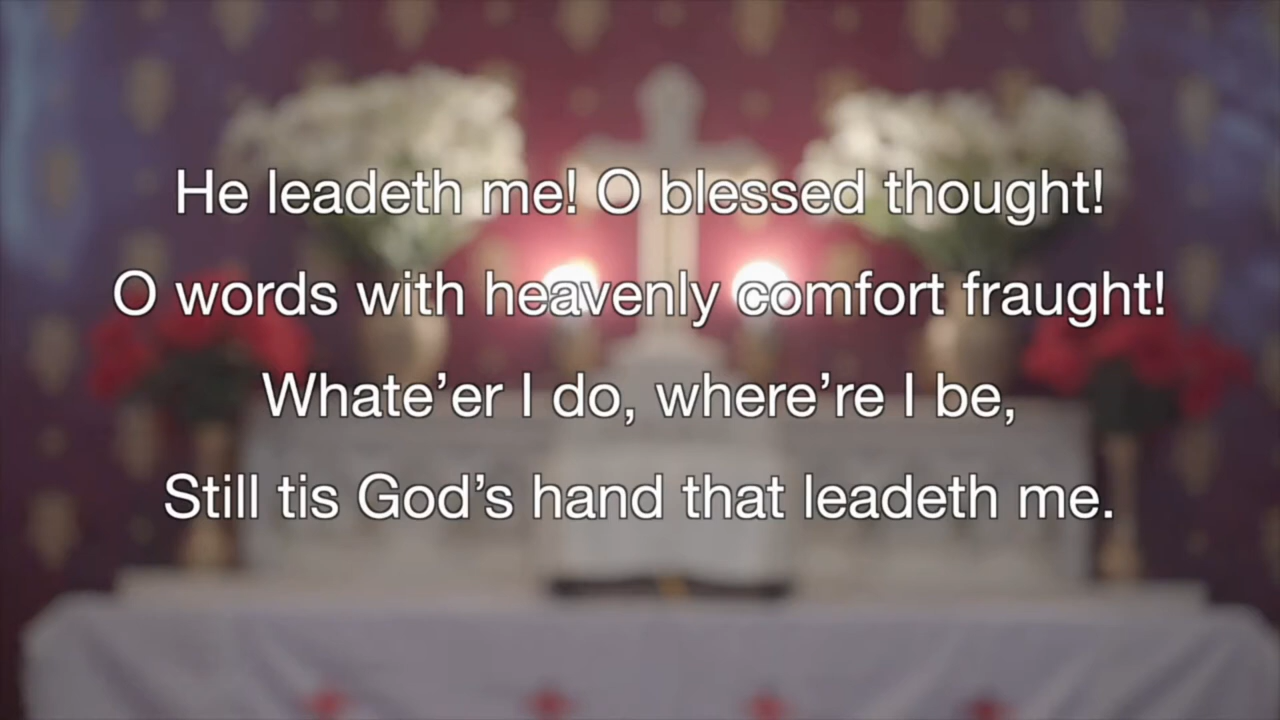 He leadeth me! O blessed thought!
O words with heavenly comfort fraught!
Whate’er I do, where’re I be,
Still tis God’s hand that leadeth me.